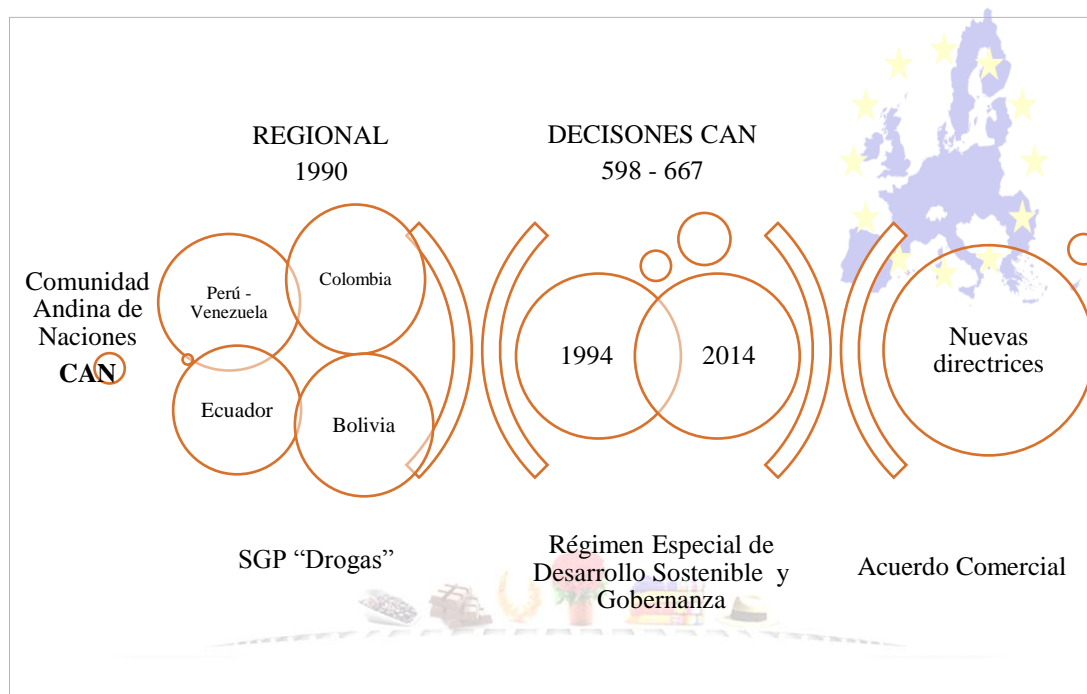 REGIONAL
1990
DECISONES CAN
598 - 667
Comunidad
Andina de
Naciones
CAN
Perú -
Venezuela
Colombia
Ecuador
Bolivia
1994
2014
Nuevas
directrices
SGP “Drogas”
Régimen Especial de
Desarrollo Sostenible y
Gobernanza
Acuerdo Comercial